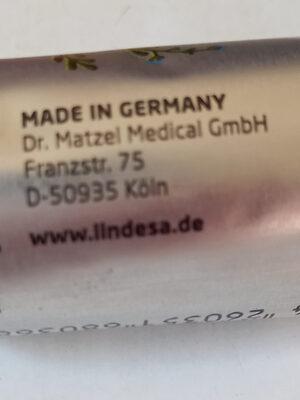 MADE IN GERMANY
Dr. Matzel Medical GmbH
Franzstr. 75
D-50935 Köln
www.lindesa.de